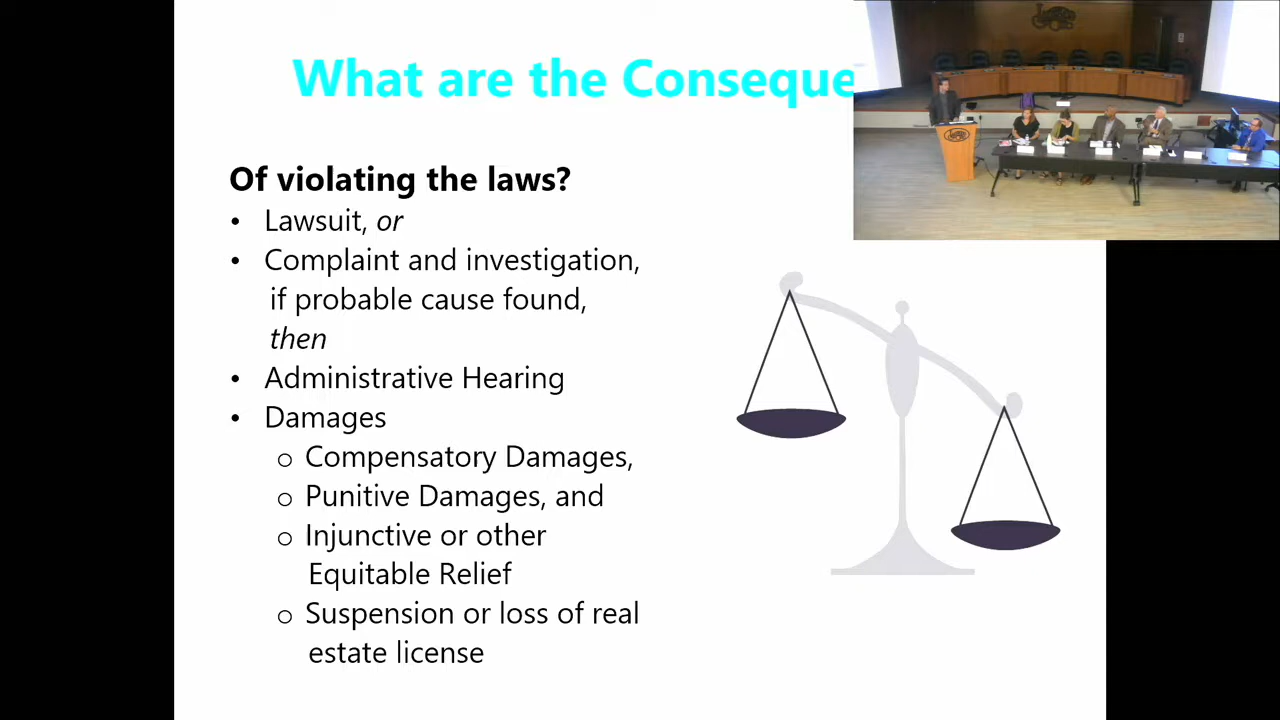 What are the Conseque
Of violating the laws?
• Lawsuit, or
• Complaint and investigation,
if probable cause found,
then
• Administrative Hearing
• Damages
o Compensatory Damages,
o Punitive Damages, and
o Injunctive or other
Equitable Relief
o Suspension or loss of real
estate license